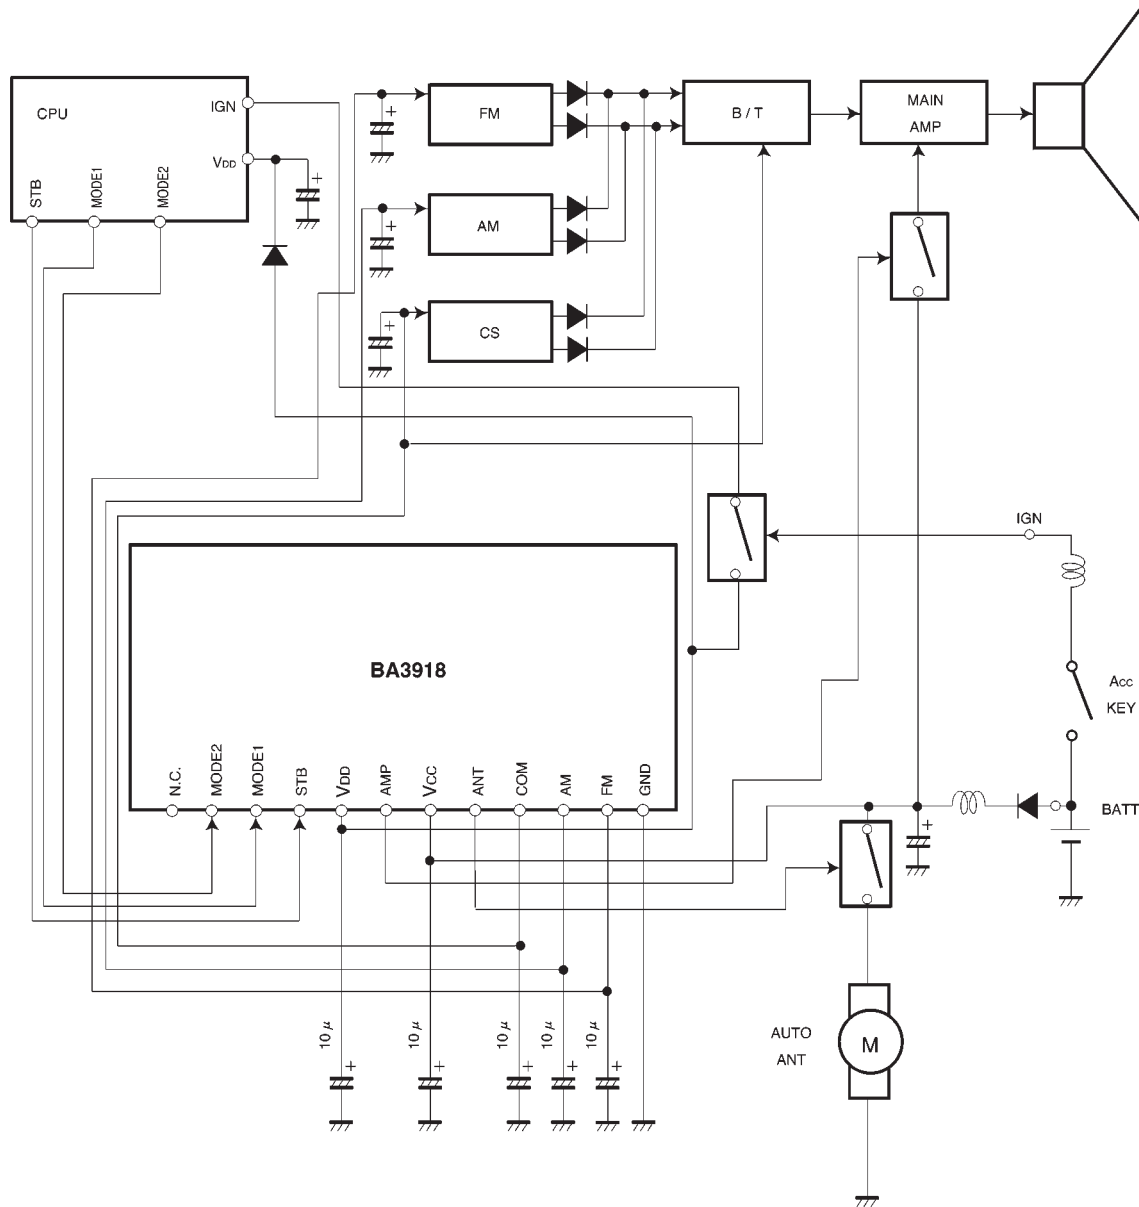 MAIN
AMP
CPU
IGN
FM
B / T
VDD
STB
MODE1
MODE2
AM
CS
IGN
BA3918
Acc
KEY
N.C.
MODE2
MODE1
STB
VDD
AMP
VCC
ANT
COM
AM
FM
GND
BATT
10 μ
10 μ
10 μ
10 μ
10 μ
AUTO
ANT
M